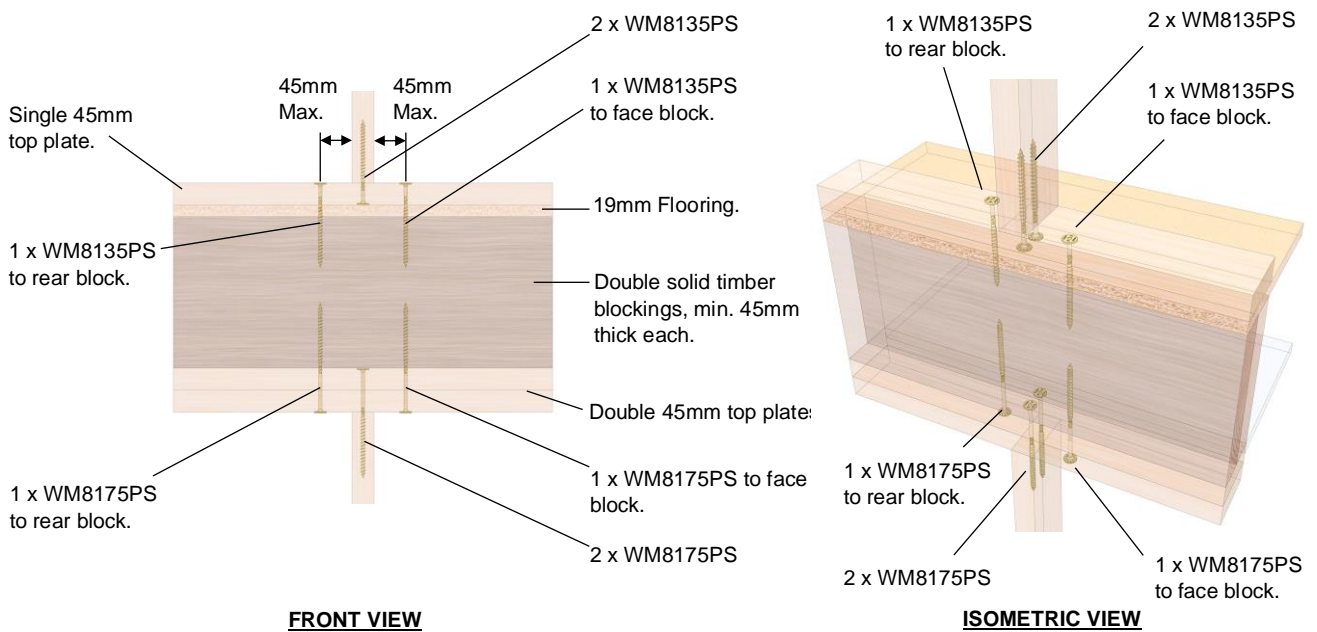 2 x WM8135PS
45mm
Max.
45mm
Max.
1 x WM8135PS
to face block.
Single 45mm
top plate.
19mm Flooring.
1 x WM8135PS
to rear block.
Double solid timber
blockings, min. 45mm
thick each.
Double 45mm top plates
1 x WM8175PS
to rear block.
1 x WM8175PS to face
block.
2 x WM8175PS
FRONT VIEW
1 x WM8135PS
to rear block.
2 x WM8135PS
1 x WM8135PS
to face block.
1 x WM8175PS
to rear block.
2 x WM8175PS
1 x WM8175PS
to face block.
ISOMETRIC VIEW